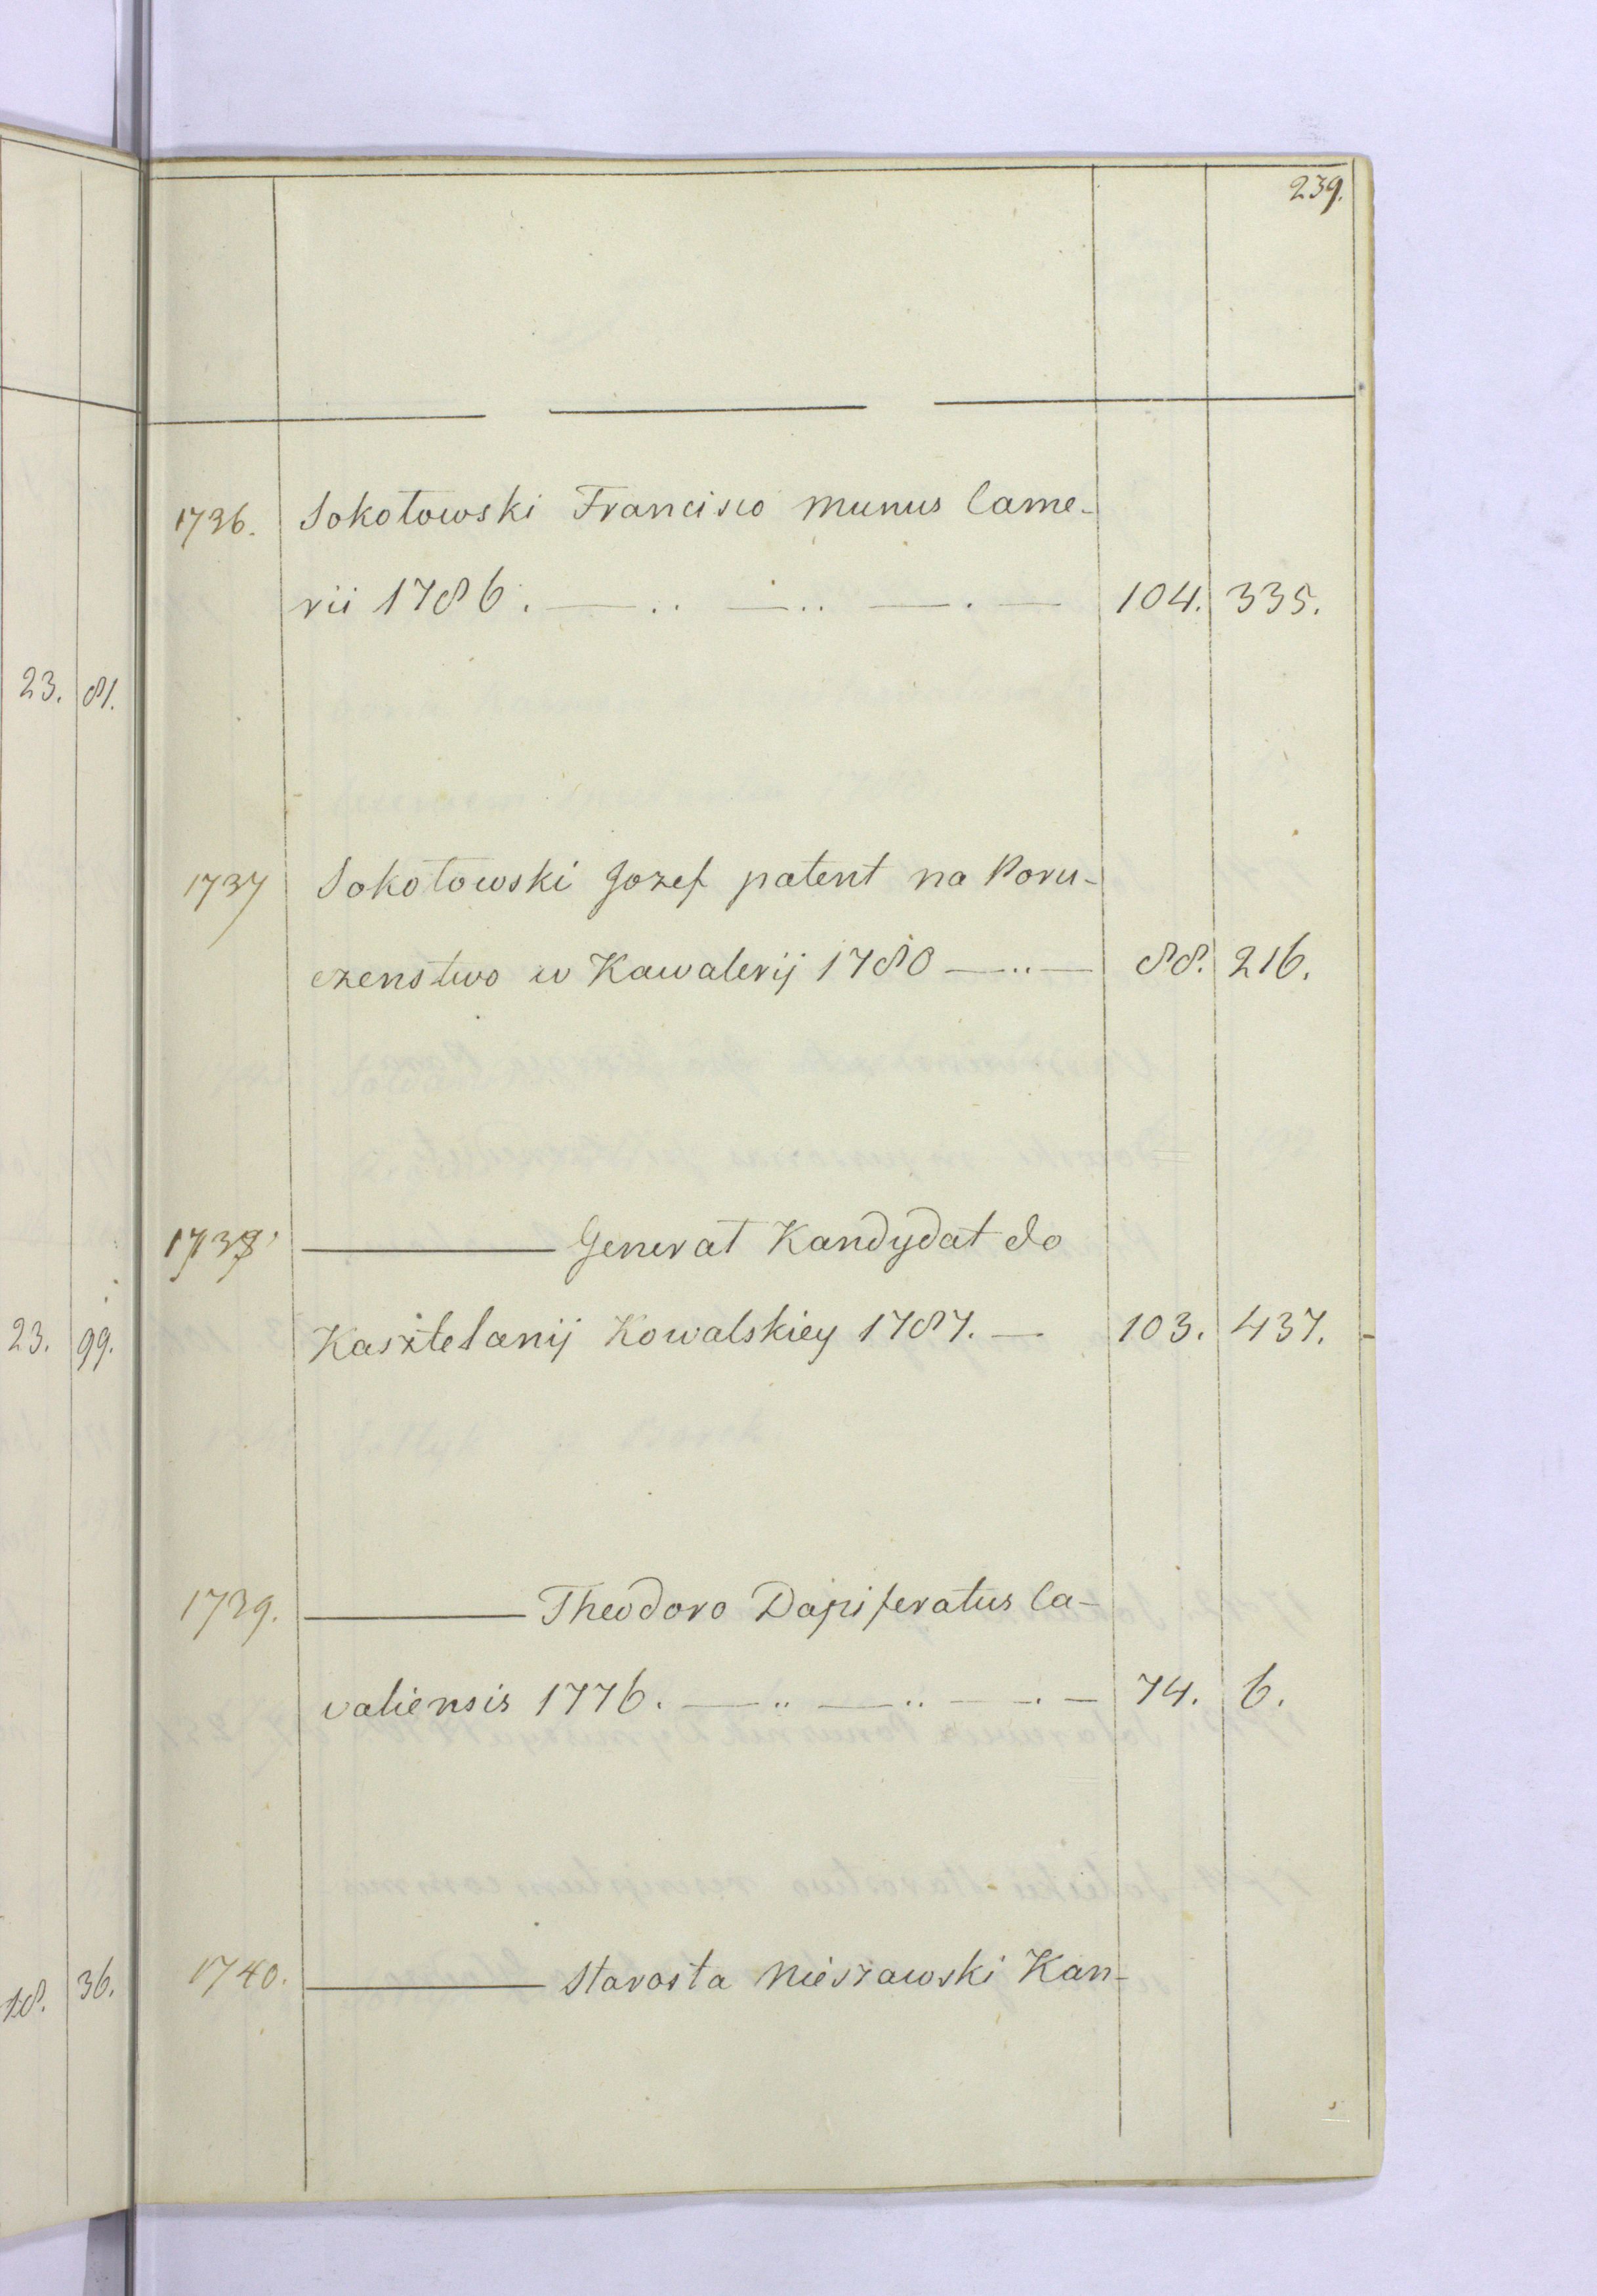 239.
1736. Sokołowski Francisco munus Came-
rii 1786. — .. — .. — . — 104. 335.
23. 81.
1737 Sokołowski Jozef patent na Poru-
czenstwo w Kawaleryj 1780 — .. — 88. 216.
1738. ——— Generał Kandydat do
Kasztelanij Kowalskiey 1787. — 103. 437.
23. 99.
1739. ——— Theodoro Dapiferatus Ca-
valiensis 1776. — .. — .. — . — 74. 6.
1740. ——— Starosta Nieszawski Kan-
18. 36.